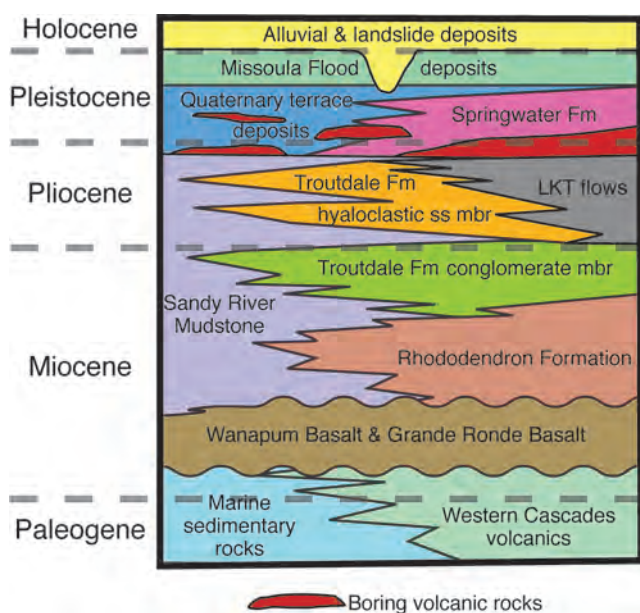 Holocene
Alluvial & landslide deposits
Missoula Flood deposits
Pleistocene
Quaternary terrace
deposits
Springwater Fm
Pliocene
Troutdale Fm
LKT flows
hyaloclastic ss mbr
Troutdale Fm conglomerate mbr
Sandy River
Mudstone
Miocene
Rhododendron Formation
Wanapum Basalt & Grande Ronde Basalt
Paleogene
Marine
sedimentary
rocks
Western Cascades
volcanics
Boring volcanic rocks